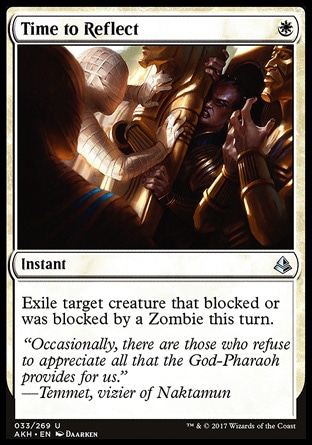 Time to Reflect
Instant
Exile target creature that blocked or
was blocked by a Zombie this turn.
“Occasionally, there are those who refuse
to appreciate all that the God-Pharaoh
provides for us.”
—Temmet, vizier of Naktamun
033/269 U
AKH • EN DAARKEN
™ & © 2017 Wizards of the Coast